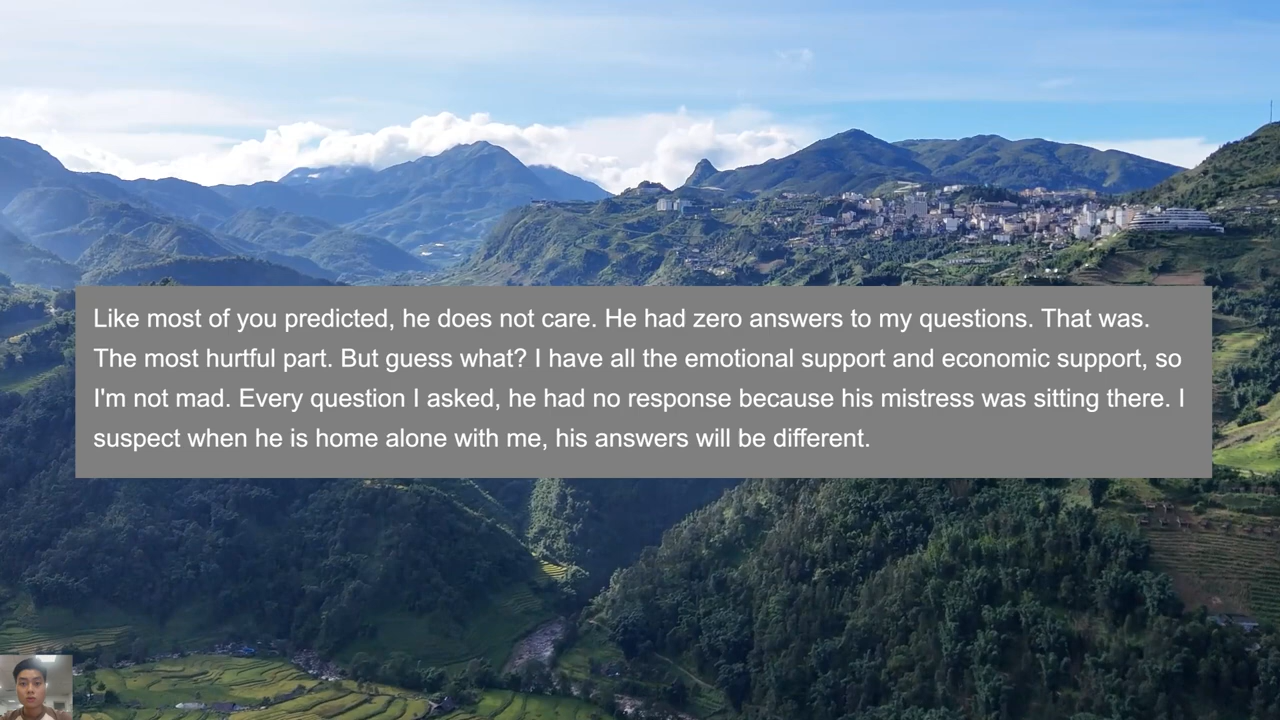 Like most of you predicted, he does not care. He had zero answers to my questions. That was.
The most hurtful part. But guess what? I have all the emotional support and economic support, so
I'm not mad. Every question I asked, he had no response because his mistress was sitting there. I
suspect when he is home alone with me, his answers will be different.